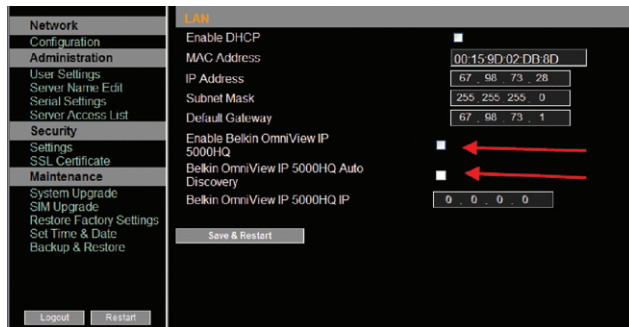 Network
Configuration
Administration
User Settings
Server Name Edit
Serial Settings
Server Access List
Security
Settings
SSL Certificate
Maintenance
System Upgrade
SIM Upgrade
Restore Factory Settings
Set Time & Date
Backup & Restore
Logout Restart
LAN
Enable DHCP
MAC Address 00:15:9D:02:DB:8D
IP Address 67 . 98 . 73 . 28
Subnet Mask 255 . 255 . 255 . 0
Default Gateway 67 . 98 . 73 . 1
Enable Belkin OmniView IP
5000HQ
Belkin OmniView IP 5000HQ Auto
Discovery
Belkin OmniView IP 5000HQ IP 0 . 0 . 0 . 0
Save & Restart